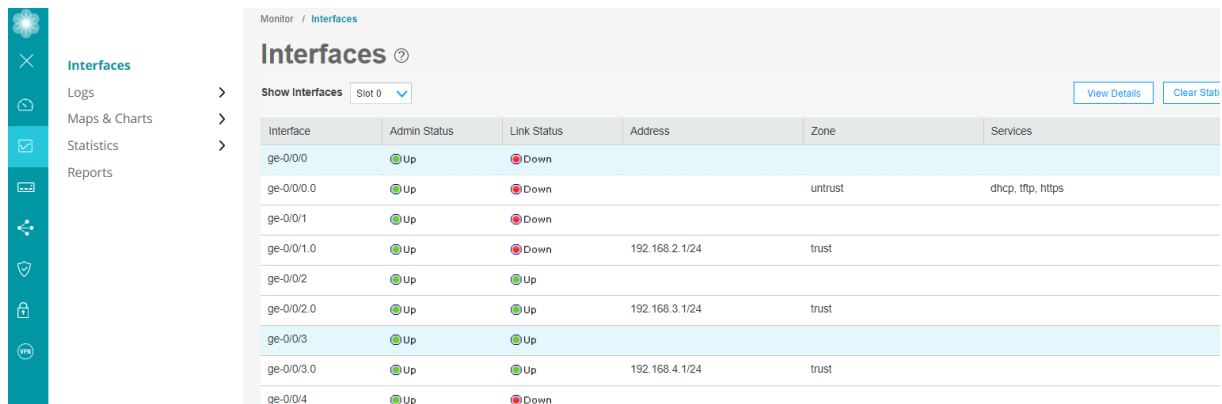 Monitor / Interfaces
Interfaces ?
Show Interfaces Slot 0 View Details Clear Stati
Interfaces
Logs
Maps & Charts
Statistics
Reports
VPN
Interface Admin Status Link Status Address Zone Services
ge-0/0/0 Up Down
ge-0/0/0.0 Up Down untrust dhcp, tftp, https
ge-0/0/1 Up Down
ge-0/0/1.0 Up Down 192.168.2.1/24 trust
ge-0/0/2 Up Up
ge-0/0/2.0 Up Up 192.168.3.1/24 trust
ge-0/0/3 Up Up
ge-0/0/3.0 Up Up 192.168.4.1/24 trust
ge-0/0/4 Up Down